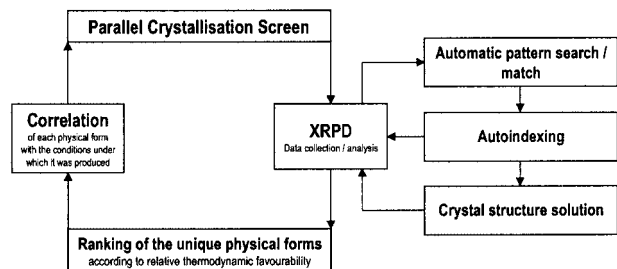 Parallel Crystallisation Screen
Automatic pattern search /
match
Correlation
of each physical form
with the conditions under
which it was produced
XRPD
Data collection / analysis
Autoindexing
Crystal structure solution
Ranking of the unique physical forms
according to relative thermodynamic favourability